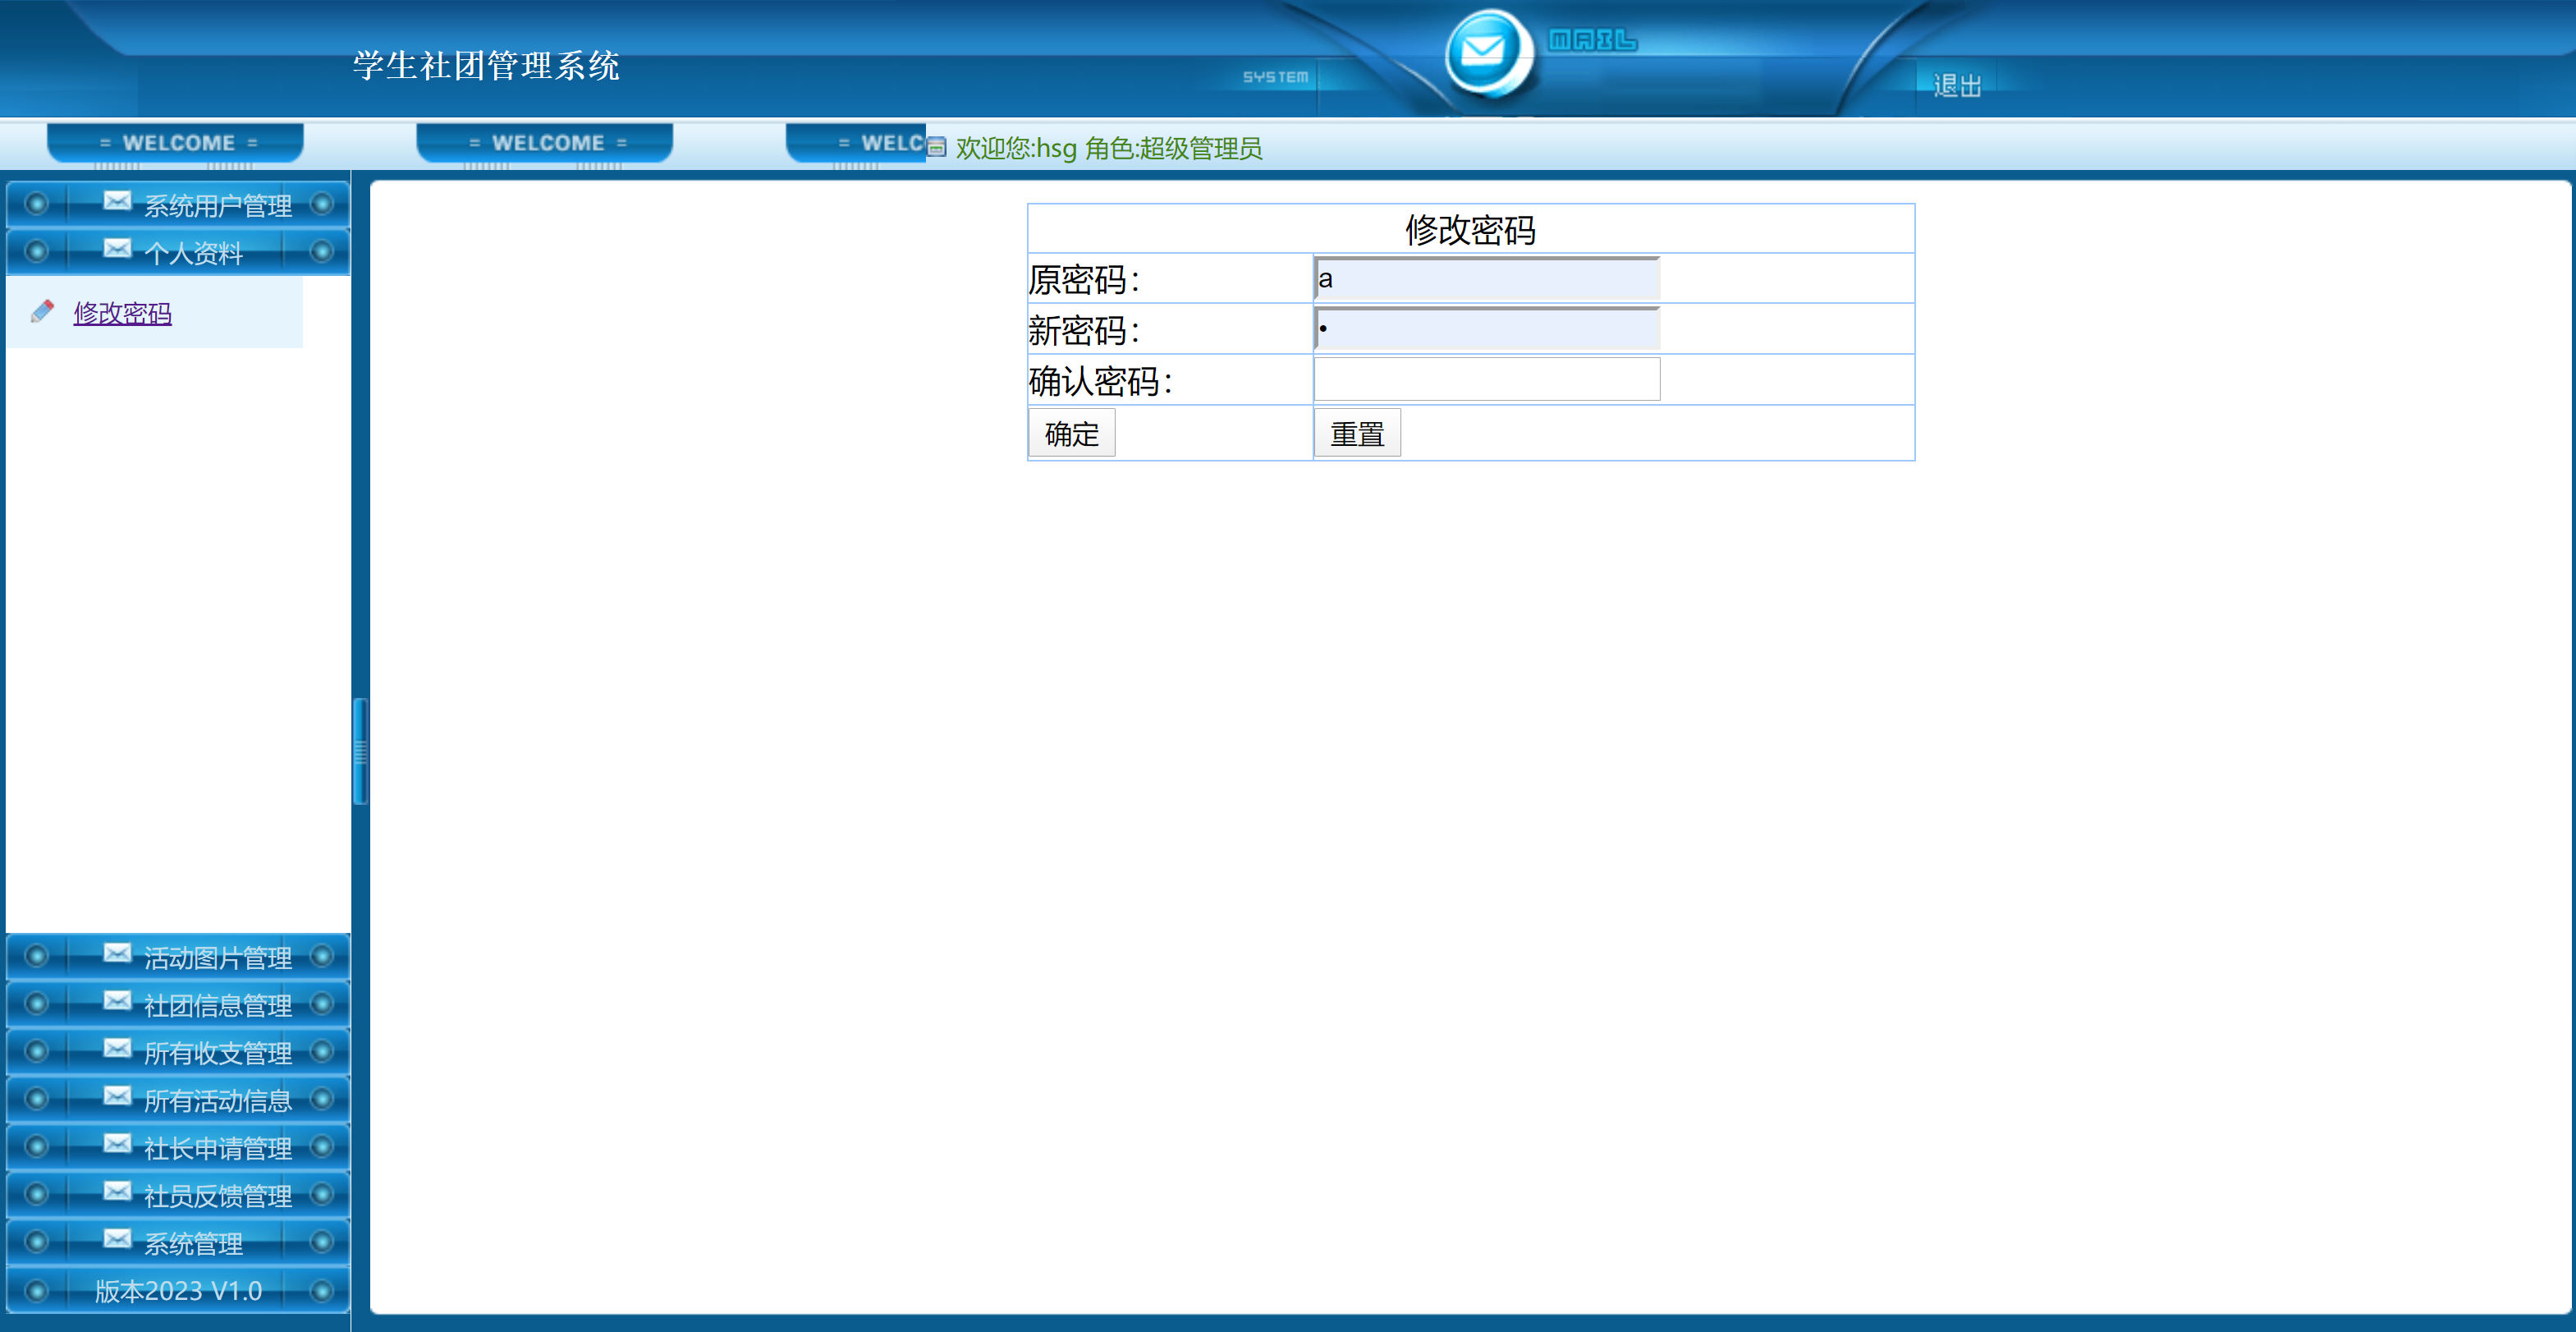 学生社团管理系统
SYSTEM
MAIL
退出
= WELCOME =
= WELCOME =
= WELC
欢迎您:hsg 角色:超级管理员
系统用户管理
个人资料
修改密码
活动图片管理
社团信息管理
所有收支管理
所有活动信息
社长申请管理
社员反馈管理
系统管理
版本2023 V1.0
修改密码
原密码：
a
新密码：
•
确认密码：
确定
重置